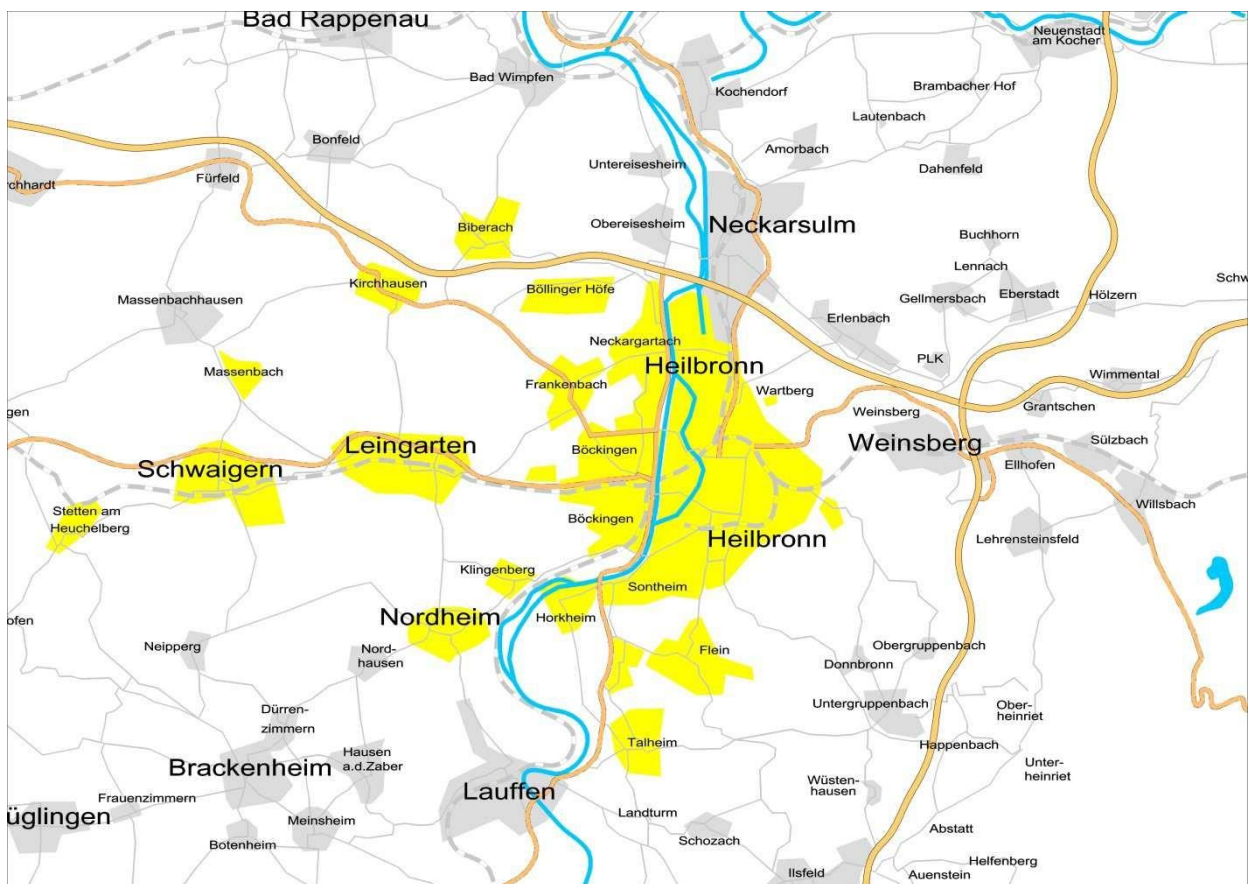 Bad Rappenau
Neuenstadt
am Kocher
Bad Wimpfen
Kochendorf
Brambacher Hof
Lautenbach
Bonfeld
Amorbach
Untereisesheim
Dahenfeld
Fürfeld
rchhardt
Biberach
Obereisesheim
Neckarsulm
Buchhorn
Lennach
Kirchhausen
Böllinger Höfe
Massenbachhausen
Gellmersbach
Eberstadt
Hölzern
Schw
Erlenbach
Neckargartach
PLK
Heilbronn
Massenbach
Frankenbach
Wartberg
Wimmental
Grantschen
gen
Weinsberg
Weinsberg
Sülzbach
Leingarten
Böckingen
Schwaigern
Ellhofen
Stetten am
Heuchelberg
Böckingen
Willsbach
Heilbronn
Lehrensteinsfeld
Klingenberg
Sontheim
Nordheim
Horkheim
ofen
Neipperg
Nord-
hausen
Flein
Obergruppenbach
Donnbronn
Untergruppenbach
Ober-
heinriet
Dürren-
zimmern
Talheim
Happenbach
Hausen
a.d.Zaber
Unter-
heinriet
Brackenheim
Lauffen
Wüsten-
hausen
Frauenzimmern
üglingen
Meinsheim
Landturm
Schozach
Abstatt
Botenheim
Helfenberg
Ilsfeld
Auenstein